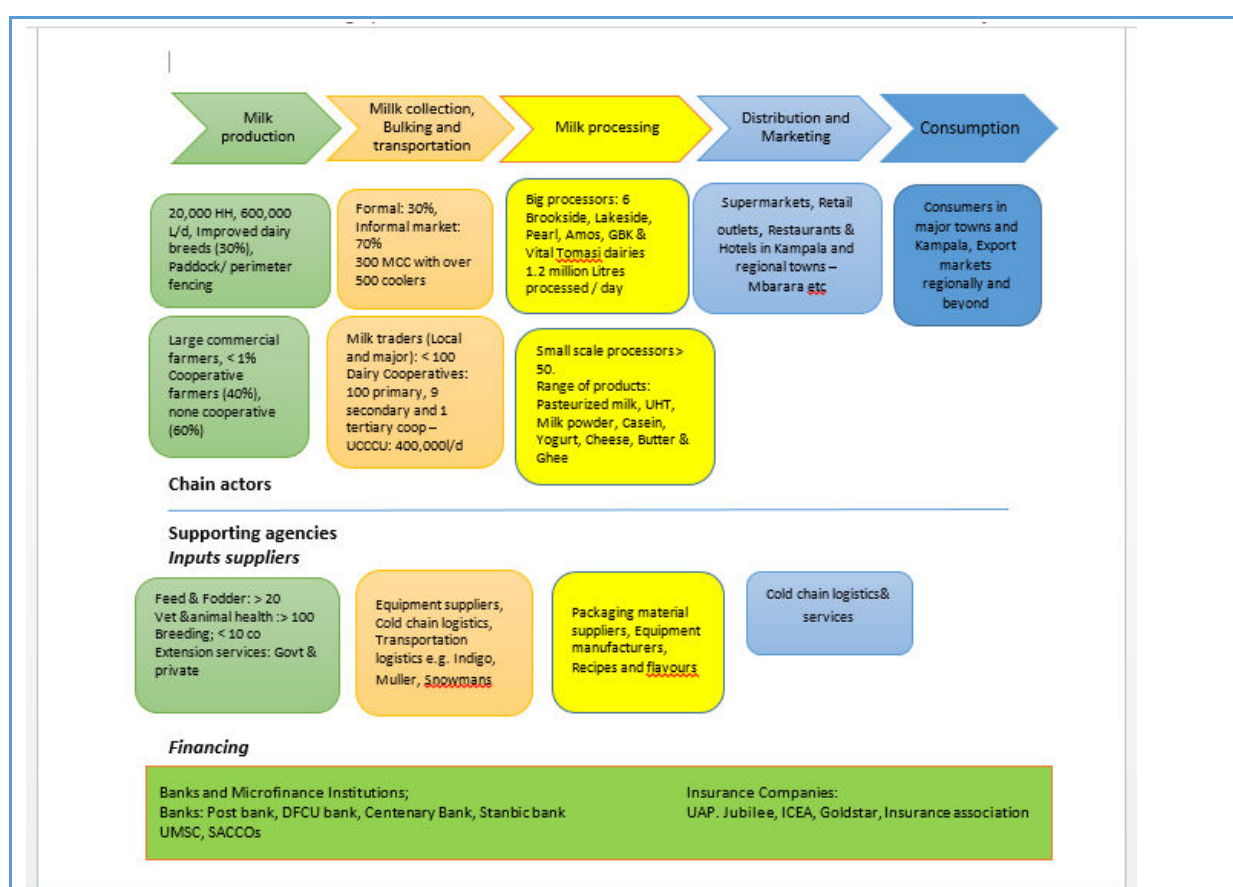 Milk
production
Millk collection,
Bulking and
transportation
Milk processing
Distribution and
Marketing
Consumption
20,000 HH, 600,000
L/d, Improved dairy
breeds (30%),
Paddock/ perimeter
fencing
Formal: 30%,
Informal market:
70%
300 MCC with over
500 coolers
Big processors: 6
Brookside, Lakeside,
Pearl, Amos, GBK &
Vital Tomasi dairies
1.2 million Litres
processed / day
Supermarkets, Retail
outlets, Restaurants &
Hotels in Kampala and
regional towns –
Mbarara etc
Consumers in
major towns and
Kampala, Export
markets
regionally and
beyond
Large commercial
farmers, < 1%
Cooperative
farmers (40%),
none cooperative
(60%)
Milk traders (Local
and major): < 100
Dairy Cooperatives:
100 primary, 9
secondary and 1
tertiary coop –
UCCCU: 400,000l/d
Small scale processors >
50.
Range of products:
Pasteurized milk, UHT,
Milk powder, Casein,
Yogurt, Cheese, Butter &
Ghee
Chain actors
Supporting agencies
Inputs suppliers
Feed & Fodder: > 20
Vet &animal health :> 100
Breeding; < 10 co
Extension services: Govt &
private
Equipment suppliers,
Cold chain logistics,
Transportation
logistics e.g. Indigo,
Muller, Snowmans
Packaging material
suppliers, Equipment
manufacturers,
Recipes and flavours
Cold chain logistics&
services
Financing
Banks and Microfinance Institutions;
Banks: Post bank, DFCU bank, Centenary Bank, Stanbic bank
UMSC, SACCOs
Insurance Companies:
UAP. Jubilee, ICEA, Goldstar, Insurance association